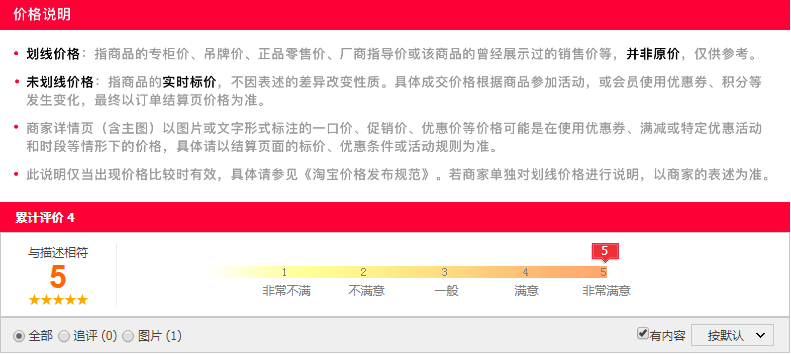 价格说明
划线价格：指商品的专柜价、吊牌价、正品零售价、厂商指导价或该商品的曾经展示过的销售价等，并非原价，仅供参考。
未划线价格：指商品的实时标价，不因表述的差异改变性质。具体成交价格根据商品参加活动，或会员使用优惠券、积分等
发生变化，最终以订单结算页价格为准。
商家详情页（含主图）以图片或文字形式标注的一口价、促销价、优惠价等价格可能是在使用优惠券、满减或特定优惠活动
和时段等情形下的价格，具体请以结算页面的标价、优惠条件或活动规则为准。
此说明仅当出现价格比较时有效，具体请参见《淘宝价格发布规范》。若商家单独对划线价格进行说明，以商家的表述为准。
累计评价 4
与描述相符
5
5
1 2 3 4 5
非常不满 不满意 一般 满意 非常满意
全部 追评 (0) 图片 (1) 有内容 按默认